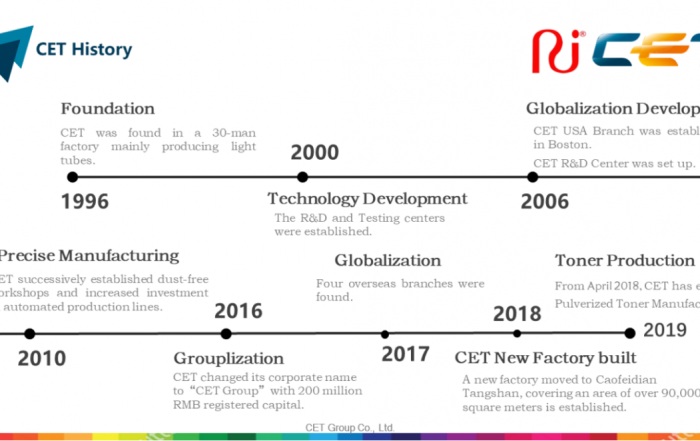 CET History
Foundation
CET was found in a 30-man
factory mainly producing light
tubes.
1996
2000
Technology Development
The R&D and Testing centers
were established.
Globalization Develop
CET USA Branch was establ
in Boston.
CET R&D Center was set up.
2006
Precise Manufacturing
ET successively established dust-free
orkshops and increased investment
automated production lines.
2010
2016
Grouplization
CET changed its corporate name
to “CET Group” with 200 million
RMB registered capital.
Globalization
Four overseas branches were
found.
2017
2018
CET New Factory built
A new factory moved to Caofeidian
Tangshan, covering an area of over 90,000
square meters is established.
Toner Production
From April 2018, CET has e
Pulverized Toner Manufac
2019
CET Group Co., Ltd.